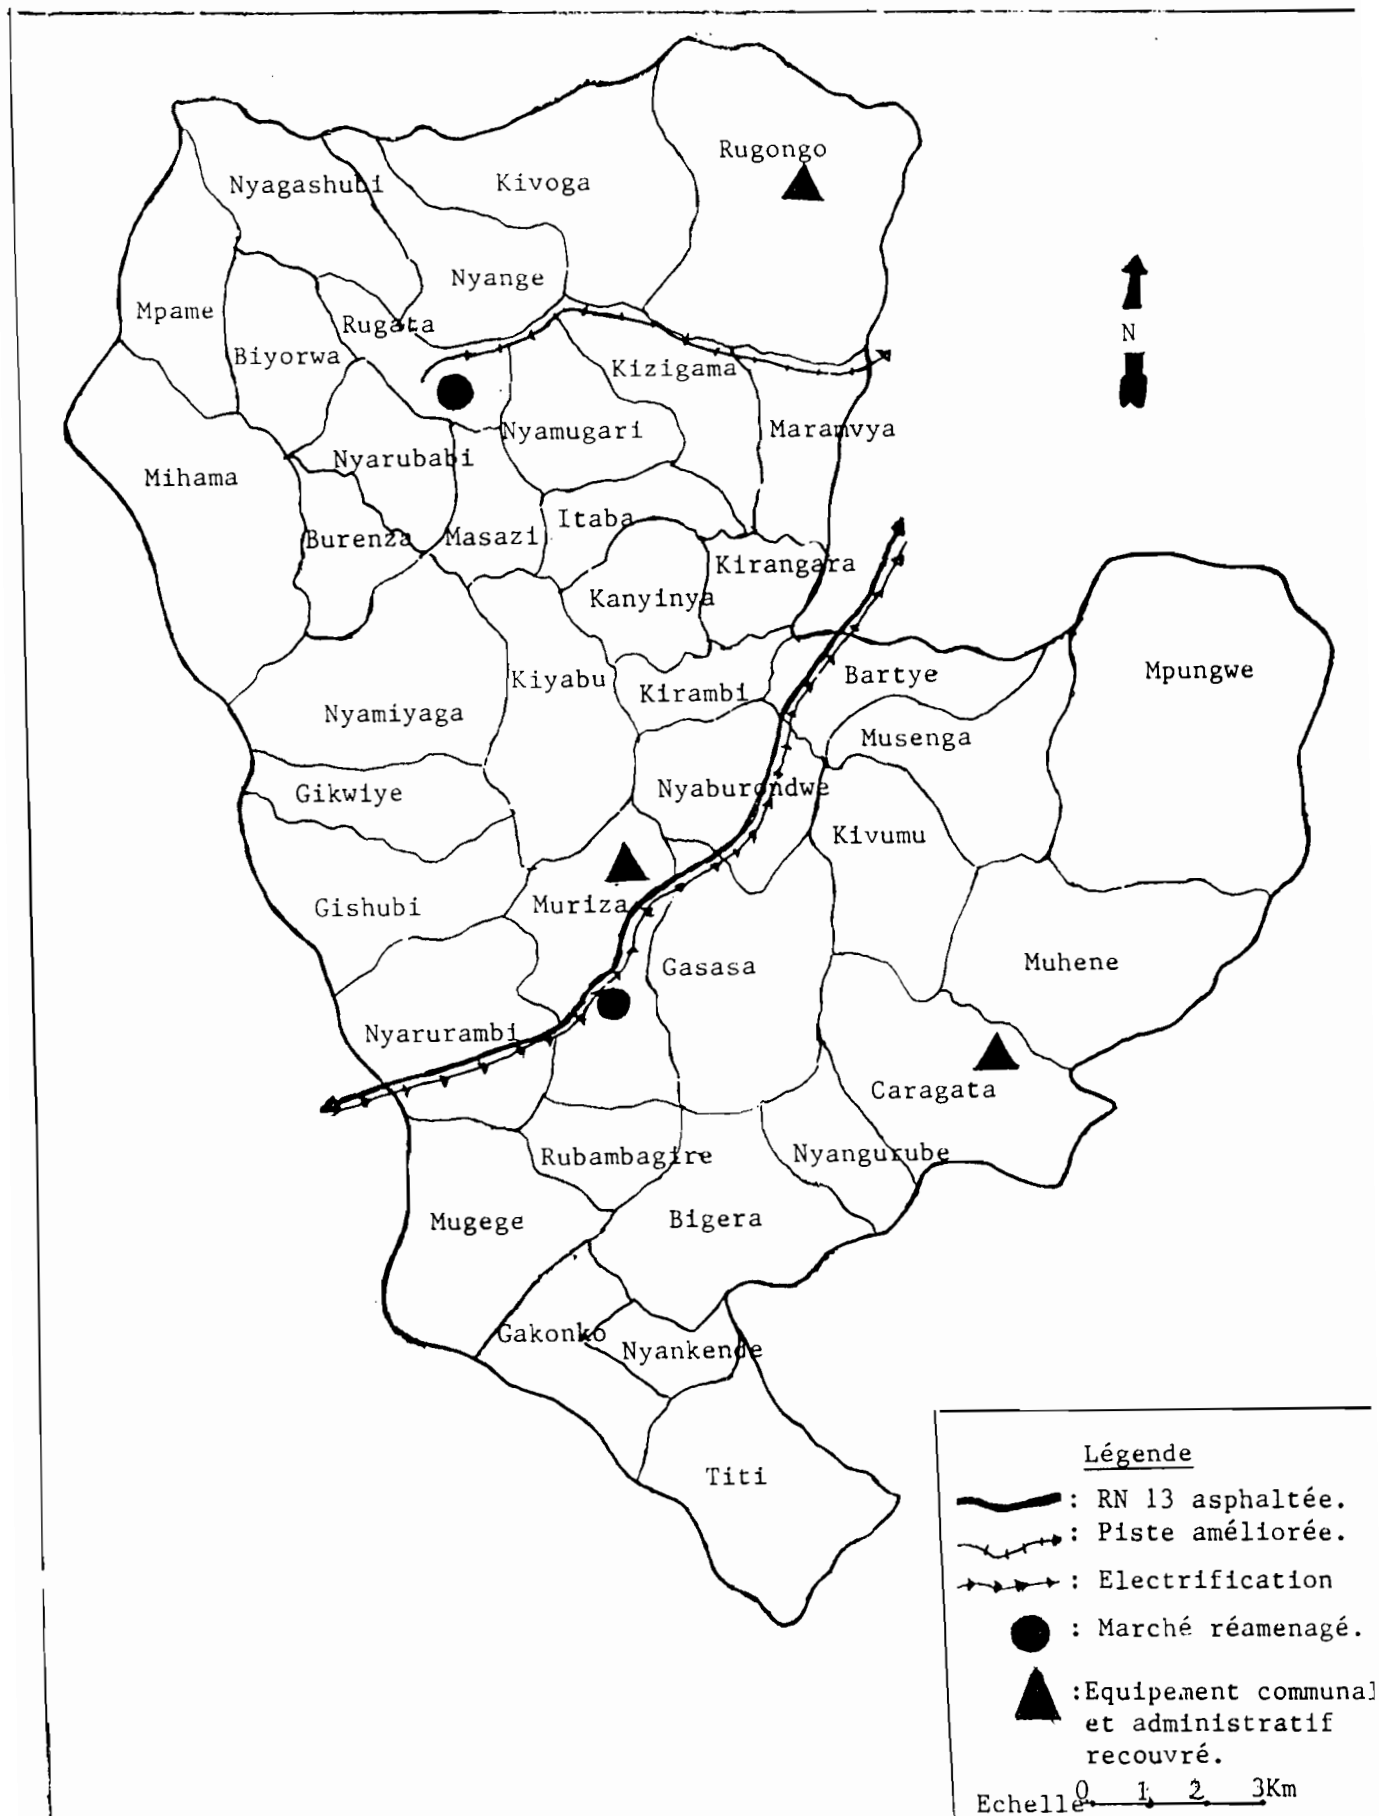 Rugongo
Nyagashubi
Kivoga
Nyange
Mpame
Rugata
Biyorwa
N
Kizigama
Nyamugari
Maramvya
Nyarubabi
Mihama
Itaba
Burenza
Masazi
Kirangara
Kanyinya
Kiyabu
Kirambi
Bartye
Mpungwe
Nyamiyaga
Musenga
Gikwiye
Nyaburondwe
Kivumu
Gishubi
Muriza
Gasasa
Muhene
Nyarurambi
Caragata
Rubambagire
Nyangurube
Mugege
Bigera
Gakonko
Nyankende
Titi
Légende
: RN 13 asphaltée.
: Piste améliorée.
: Electrification
: Marché réamenagé.
:Equipement communal
et administratif
recouvré.
Echelle 0 1 2 3Km